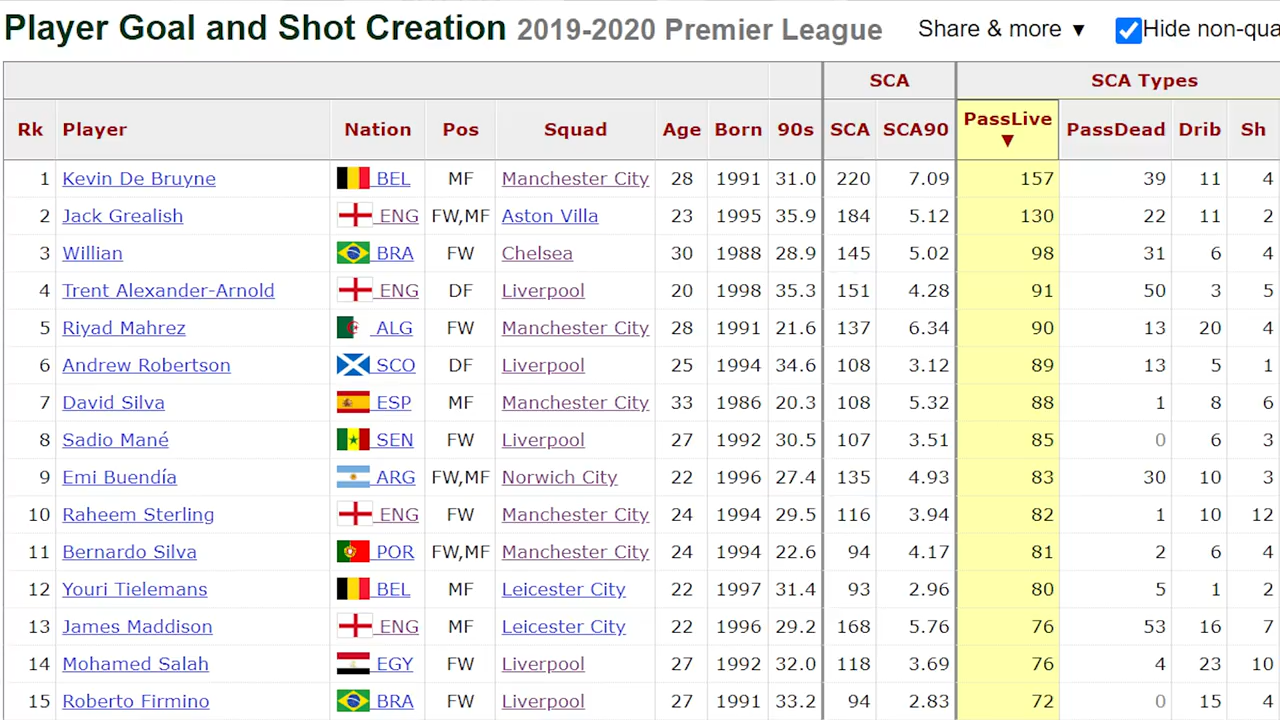 Player Goal and Shot Creation 2019-2020 Premier League Share & more ▼ Hide non-qua
SCA SCA Types
Rk Player Nation Pos Squad Age Born 90s SCA SCA90 PassLive ▼ PassDead Drib Sh
1 Kevin De Bruyne BEL MF Manchester City 28 1991 31.0 220 7.09 157 39 11 4
2 Jack Grealish ENG FW,MF Aston Villa 23 1995 35.9 184 5.12 130 22 11 2
3 Willian BRA FW Chelsea 30 1988 28.9 145 5.02 98 31 6 4
4 Trent Alexander-Arnold ENG DF Liverpool 20 1998 35.3 151 4.28 91 50 3 5
5 Riyad Mahrez ALG FW Manchester City 28 1991 21.6 137 6.34 90 13 20 4
6 Andrew Robertson SCO DF Liverpool 25 1994 34.6 108 3.12 89 13 5 1
7 David Silva ESP MF Manchester City 33 1986 20.3 108 5.32 88 1 8 6
8 Sadio Mané SEN FW Liverpool 27 1992 30.5 107 3.51 85 0 6 3
9 Emi Buendía ARG FW,MF Norwich City 22 1996 27.4 135 4.93 83 30 10 3
10 Raheem Sterling ENG FW Manchester City 24 1994 29.5 116 3.94 82 1 10 12
11 Bernardo Silva POR FW,MF Manchester City 24 1994 22.6 94 4.17 81 2 6 4
12 Youri Tielemans BEL MF Leicester City 22 1997 31.4 93 2.96 80 5 1 2
13 James Maddison ENG MF Leicester City 22 1996 29.2 168 5.76 76 53 16 7
14 Mohamed Salah EGY FW Liverpool 27 1992 32.0 118 3.69 76 4 23 10
15 Roberto Firmino BRA FW Liverpool 27 1991 33.2 94 2.83 72 0 15 4